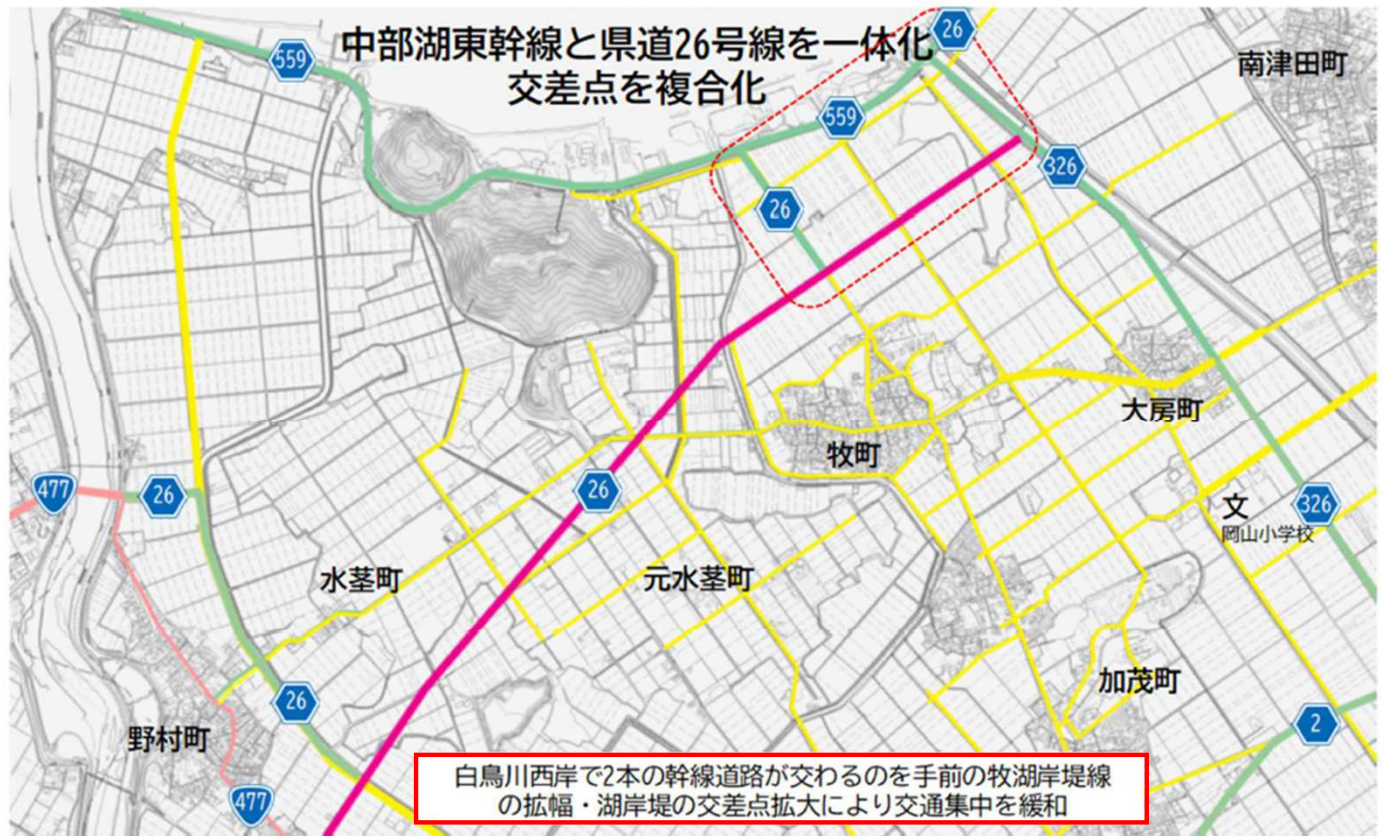 中部湖東幹線と県道26号線を一体化
交差点を複合化
559
26
南津田町
559
326
26
大房町
牧町
477
26
26
文
326
岡山小学校
水茎町
元水茎町
加茂町
26
野村町
2
477
白鳥川西岸で2本の幹線道路が交わるのを手前の牧湖岸堤線
の拡幅・湖岸堤の交差点拡大により交通集中を緩和